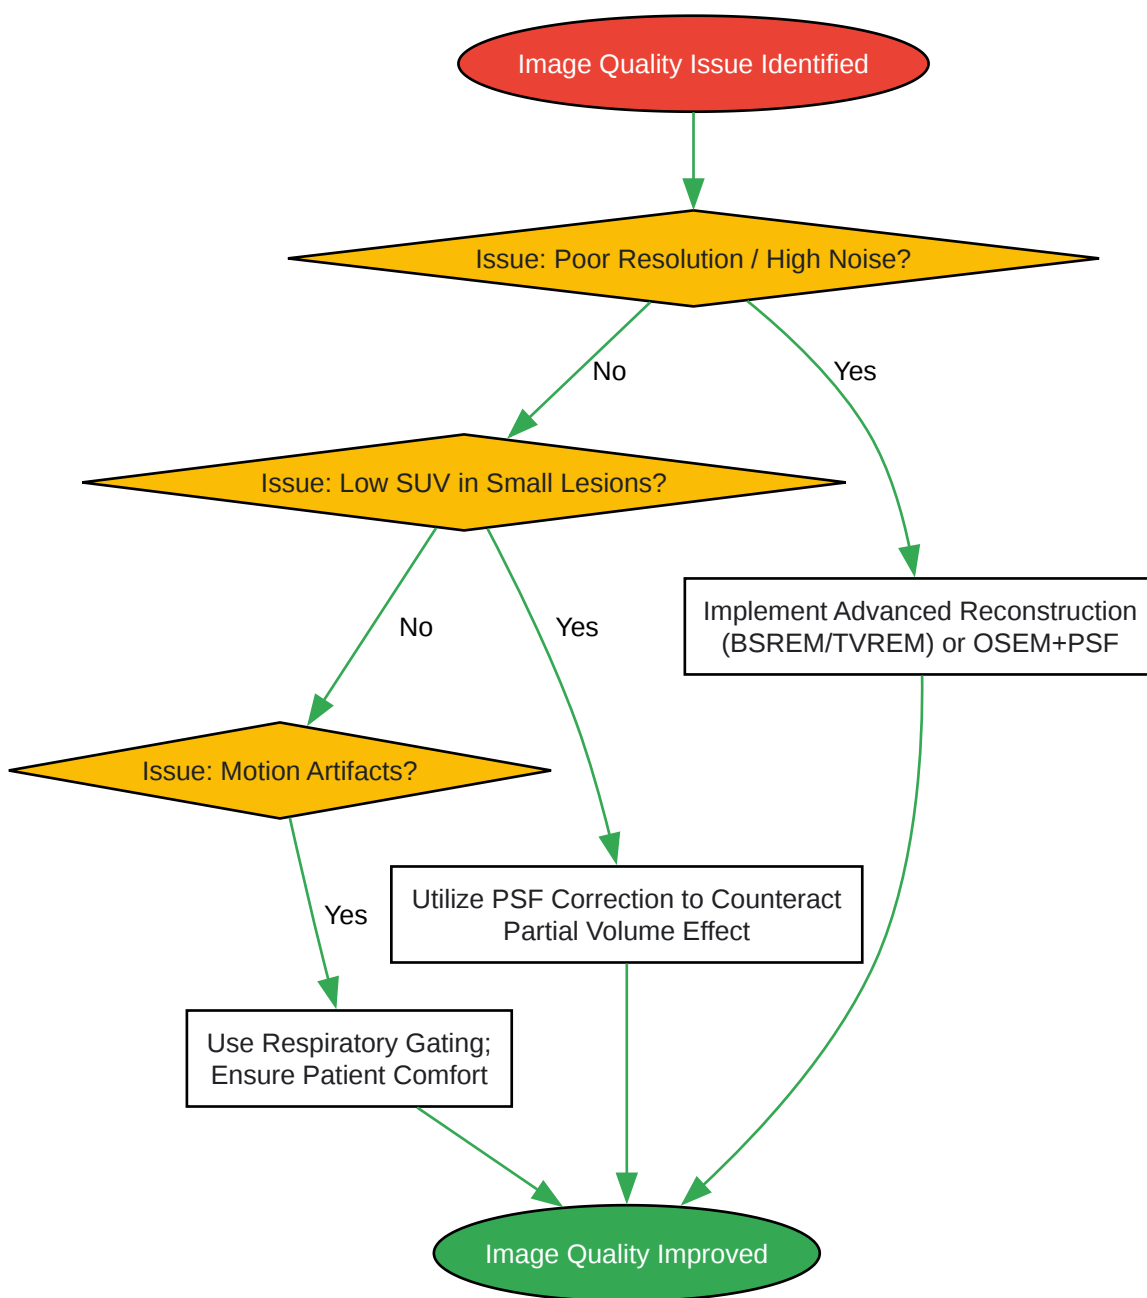 Image Quality Issue Identified
Issue: Poor Resolution / High Noise?
No
Yes
Issue: Low SUV in Small Lesions?
No
Yes
Implement Advanced Reconstruction
(BSREM/TVREM) or OSEM+PSF
Issue: Motion Artifacts?
Yes
Utilize PSF Correction to Counteract
Partial Volume Effect
Use Respiratory Gating;
Ensure Patient Comfort
Image Quality Improved